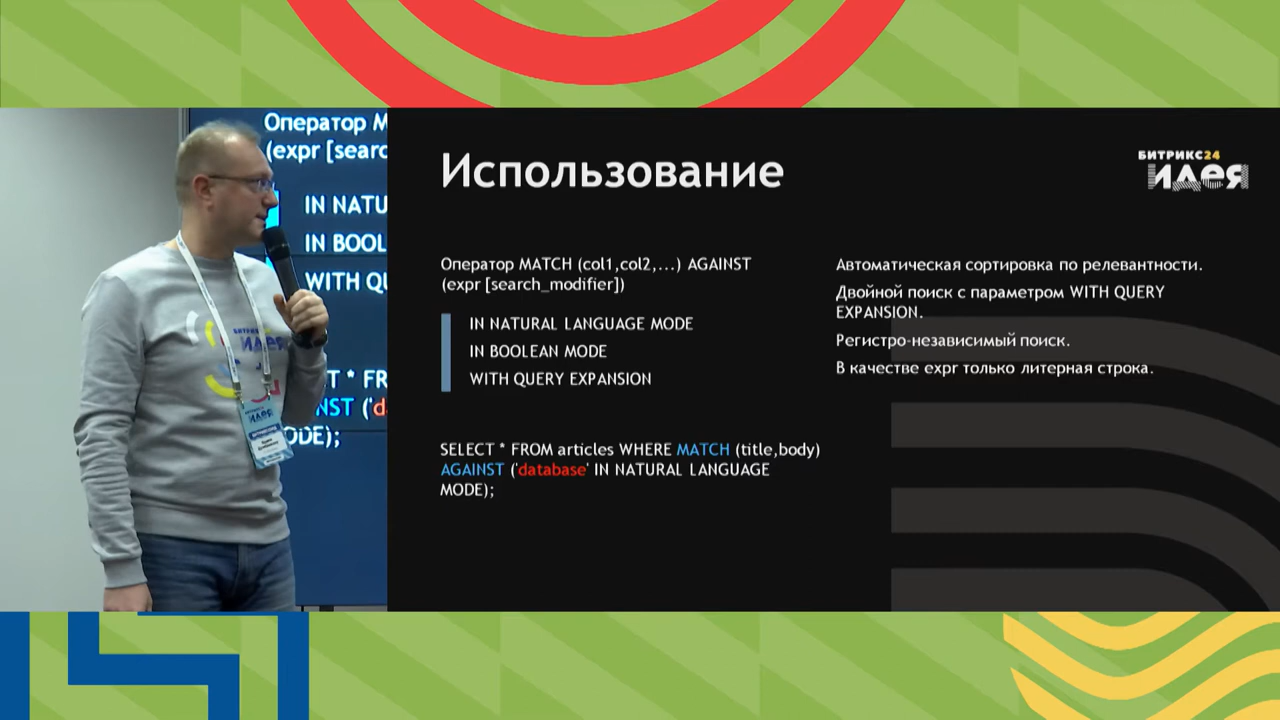 Оператор M
(expr [searc
IN NATU
IN BOOL
WITH QU
T * FR
NST ('d
ODE);
БИТРИКС24
идея
Использование
БИТРИКС24
идея
Оператор MATCH (col1,col2,...) AGAINST
(expr [search_modifier])
IN NATURAL LANGUAGE MODE
IN BOOLEAN MODE
WITH QUERY EXPANSION
SELECT * FROM articles WHERE MATCH (title,body)
AGAINST ('database' IN NATURAL LANGUAGE
MODE);
Автоматическая сортировка по релевантности.
Двойной поиск с параметром WITH QUERY
EXPANSION.
Регистро-независимый поиск.
В качестве expr только литерная строка.